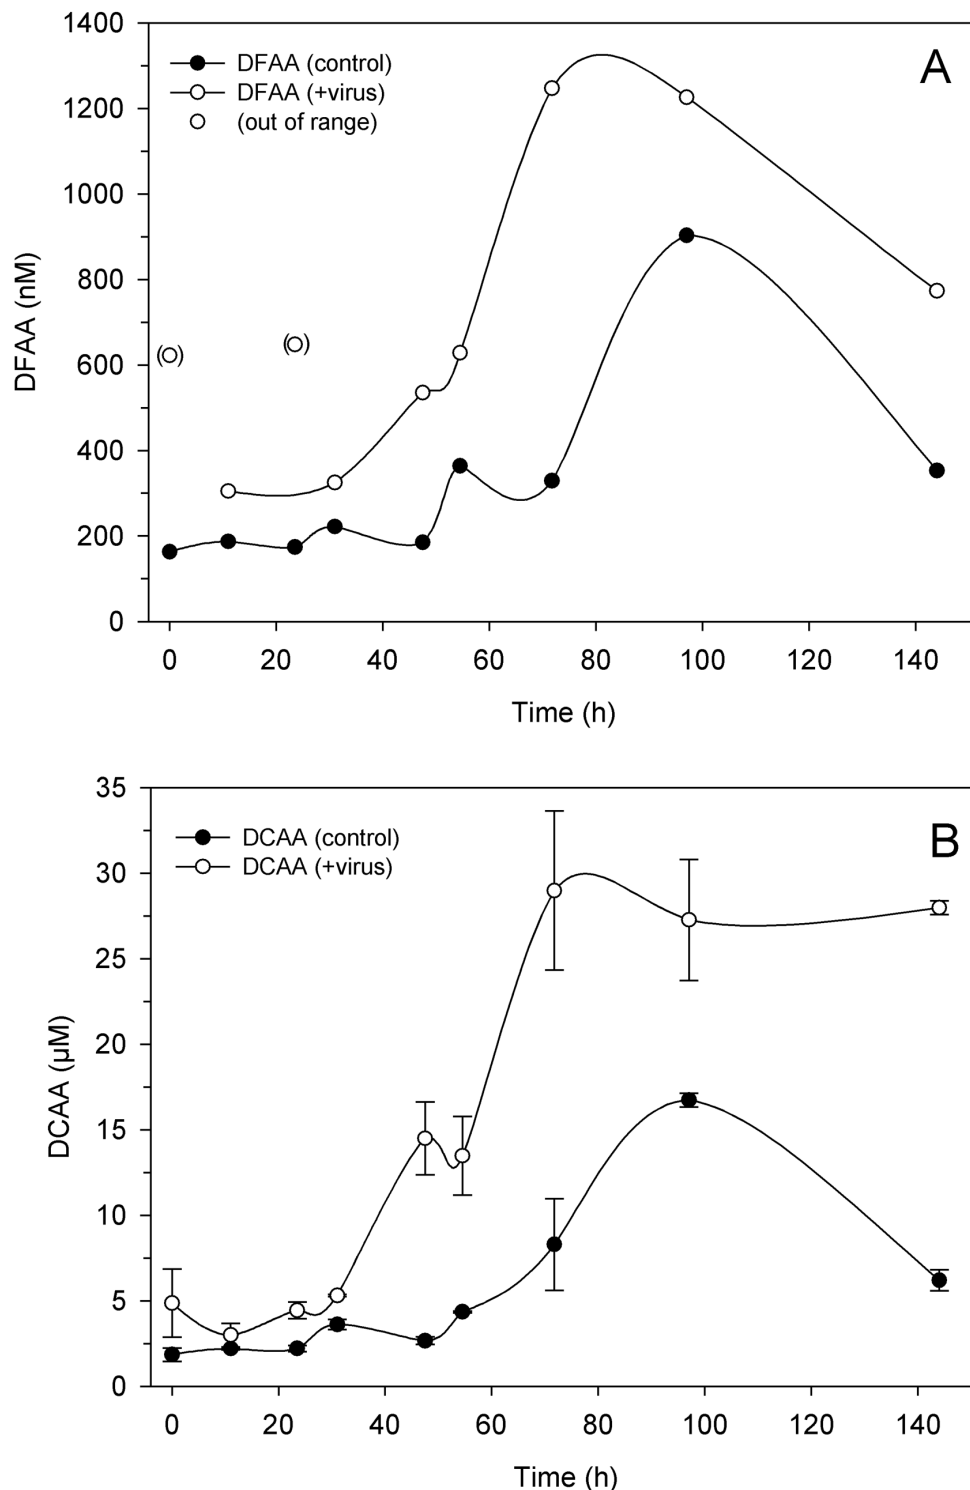 A
DFAA (control)
DFAA (+virus)
(out of range)
1400
1200
1000
800
600
400
200
0
DFAA (nM)
( )
( )
0 20 40 60 80 100 120 140
Time (h)
B
DCAA (control)
DCAA (+virus)
35
30
25
20
15
10
5
0
DCAA (µM)
0 20 40 60 80 100 120 140
Time (h)